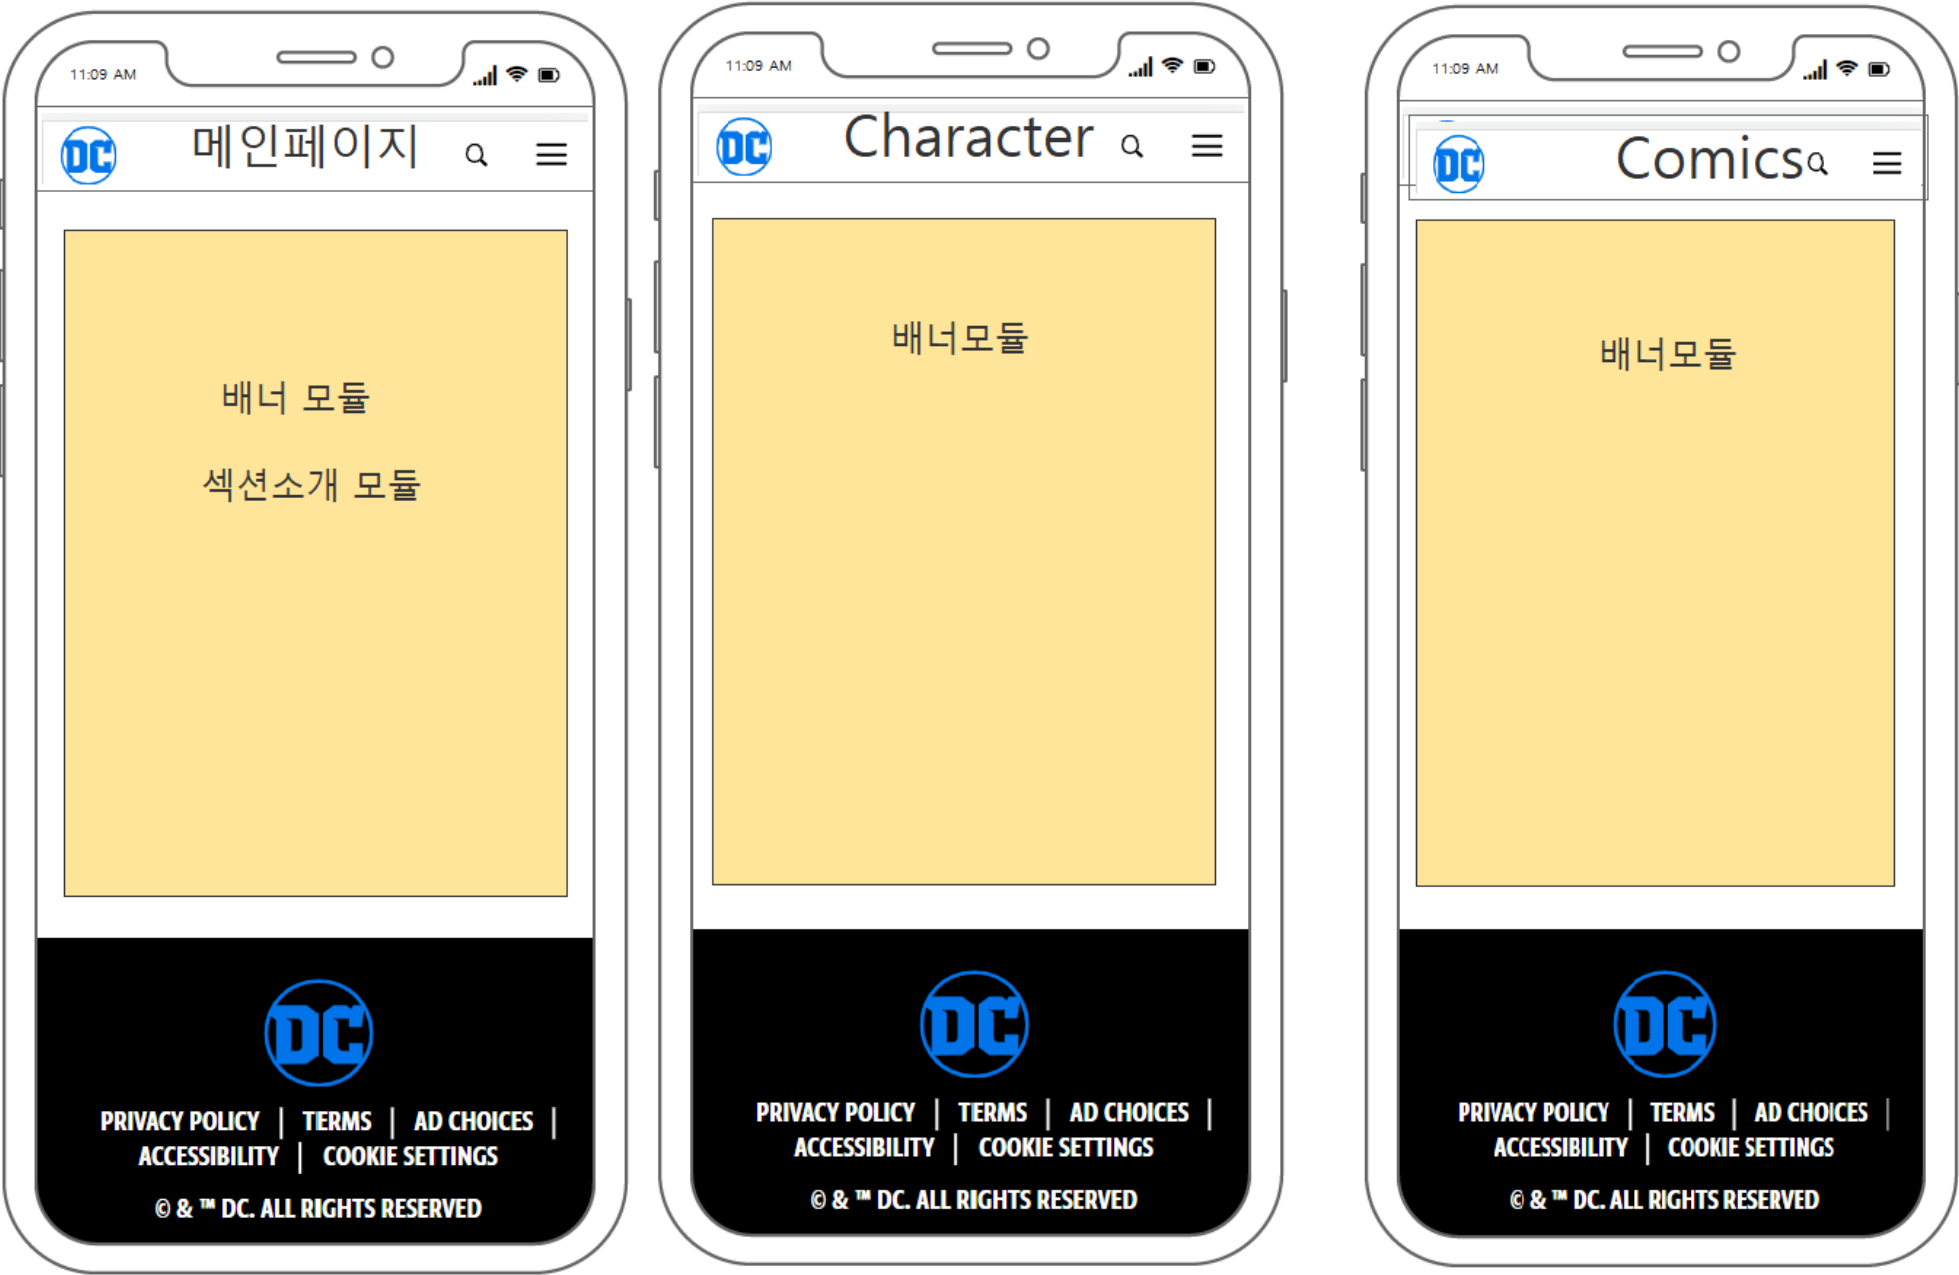 11:09 AM
DC
메인페이지
배너 모듈
섹션소개 모듈
DC
PRIVACY POLICY | TERMS | AD CHOICES |
ACCESSIBILITY | COOKIE SETTINGS
© & ™ DC. ALL RIGHTS RESERVED
11:09 AM
DC
Character
배너모듈
DC
PRIVACY POLICY | TERMS | AD CHOICES |
ACCESSIBILITY | COOKIE SETTINGS
© & ™ DC. ALL RIGHTS RESERVED
11:09 AM
DC
Comics
배너모듈
DC
PRIVACY POLICY | TERMS | AD CHOICES |
ACCESSIBILITY | COOKIE SETTINGS
© & ™ DC. ALL RIGHTS RESERVED